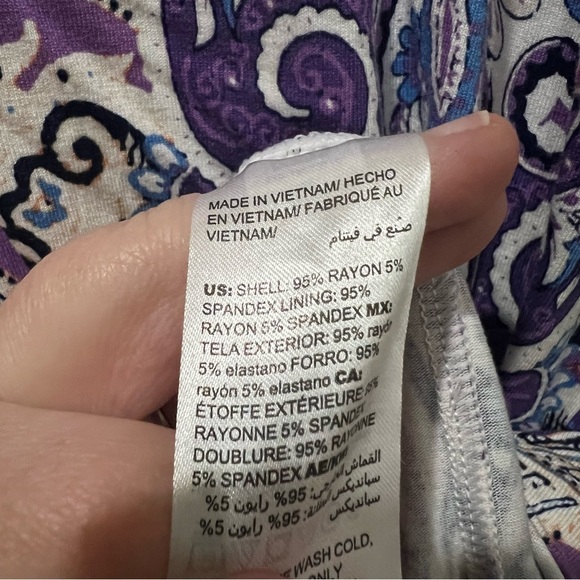 MADE IN VIETNAM/ HECHO
EN VIETNAM/ FABRIQUÉ AU
VIETNAM/
صنع في فيتنام
US: SHELL: 95% RAYON 5%
SPANDEX LINING: 95%
RAYON 5% SPANDEX MX:
TELA EXTERIOR: 95% rayón
5% elastano FORRO: 95%
rayón 5% elastano CA:
ÉTOFFE EXTÉRIEURE 95%
RAYONNE 5% SPANDEX
DOUBLURE: 95% RAYONNE
5% SPANDEX
القماش 95% رايون 5%
سبانديكس 95% رايون 5%
WASH COLD,
ONLY